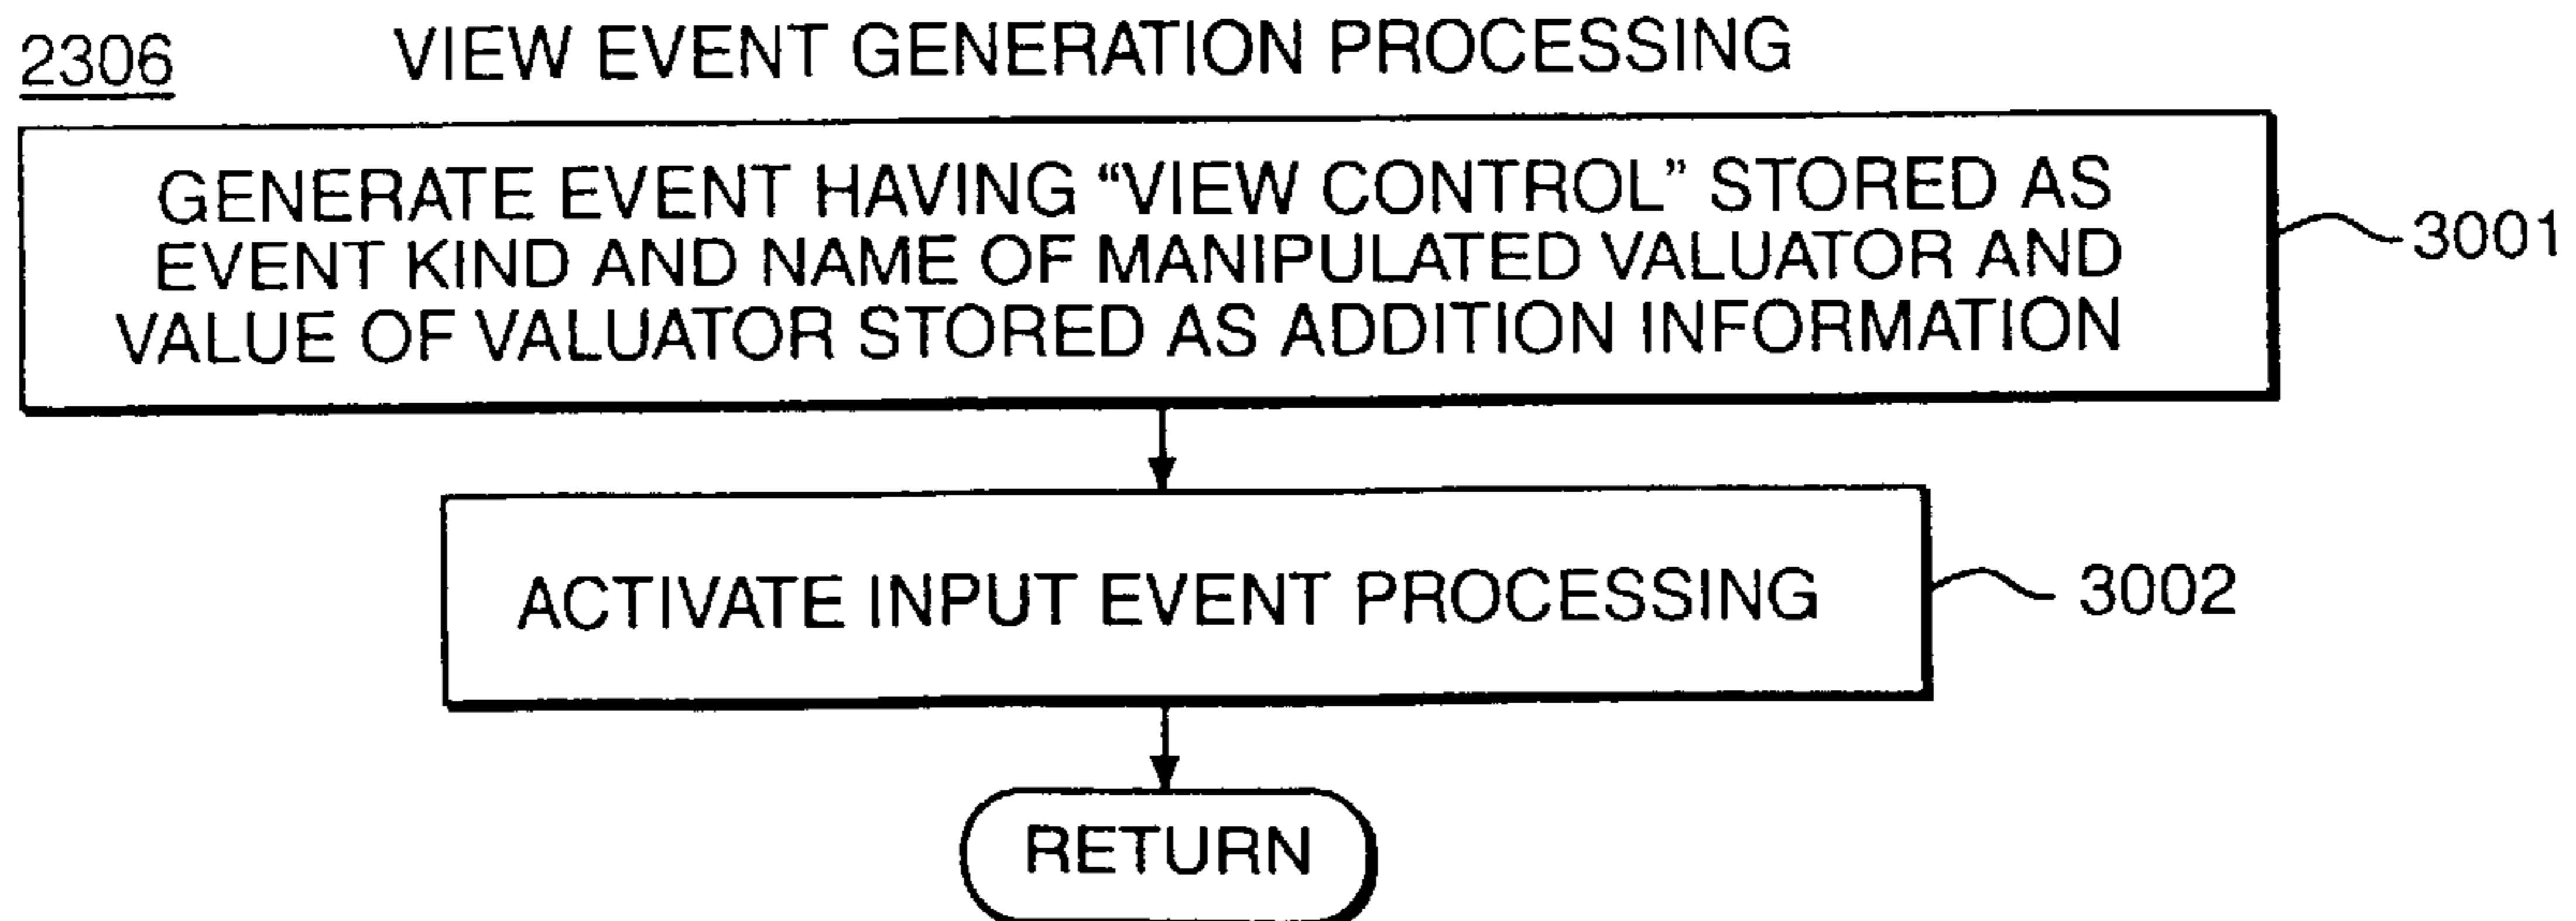 2306 VIEW EVENT GENERATION PROCESSING
GENERATE EVENT HAVING “VIEW CONTROL” STORED AS
EVENT KIND AND NAME OF MANIPULATED VALUATOR AND
VALUE OF VALUATOR STORED AS ADDITION INFORMATION
3001
ACTIVATE INPUT EVENT PROCESSING
3002
RETURN